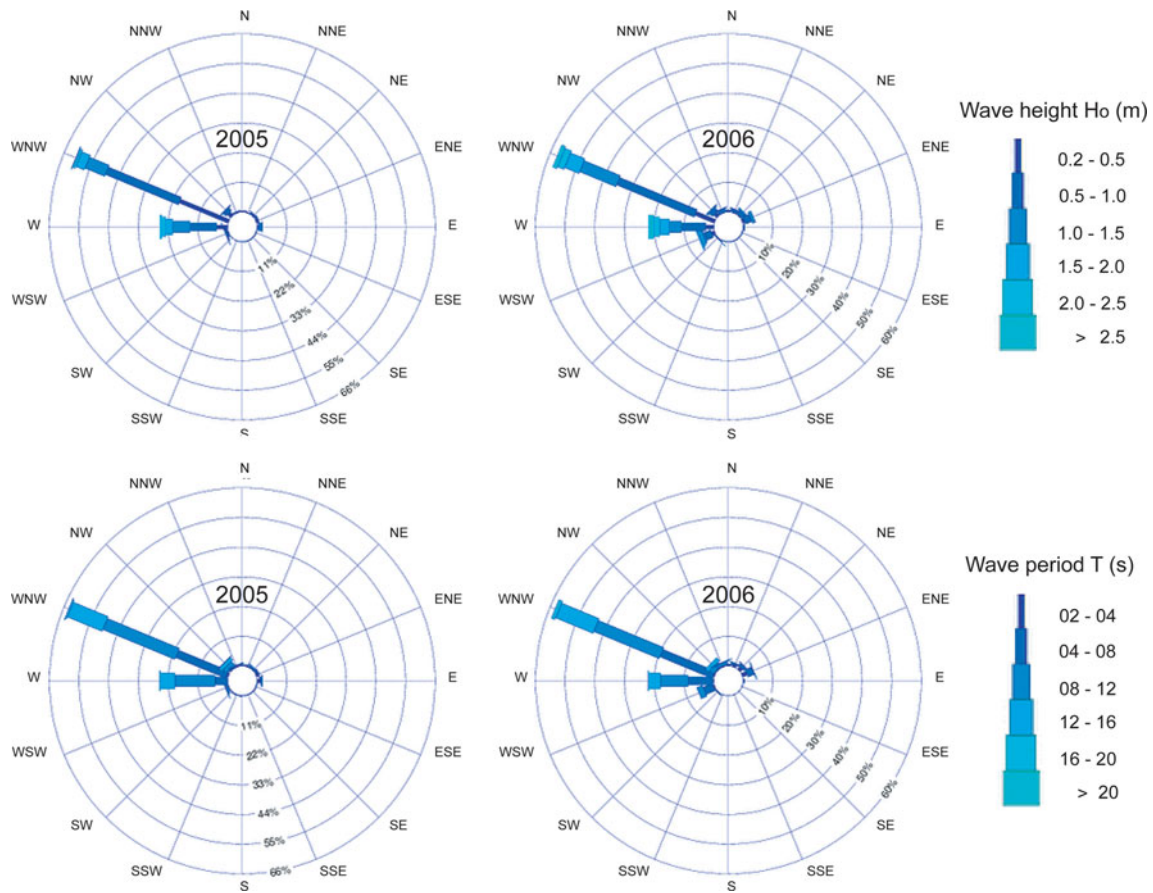 N
NNW
NNE
NW
NE
2005
WNW
ENE
W
E
11%
22%
33%
44%
55%
66%
WSW
ESE
SW
SE
SSW
SSE
S
N
NNW
NNE
NW
NE
2006
WNW
ENE
W
E
10%
20%
30%
40%
50%
60%
WSW
ESE
SW
SE
SSW
SSE
S
Wave height Ho (m)
0.2 - 0.5
0.5 - 1.0
1.0 - 1.5
1.5 - 2.0
2.0 - 2.5
> 2.5
N
NNW
NNE
NW
NE
2005
WNW
ENE
W
E
11%
22%
33%
44%
55%
66%
WSW
ESE
SW
SE
SSW
SSE
S
N
NNW
NNE
NW
NE
2006
WNW
ENE
W
E
10%
20%
30%
40%
50%
60%
WSW
ESE
SW
SE
SSW
SSE
S
Wave period T (s)
02 - 04
04 - 08
08 - 12
12 - 16
16 - 20
> 20